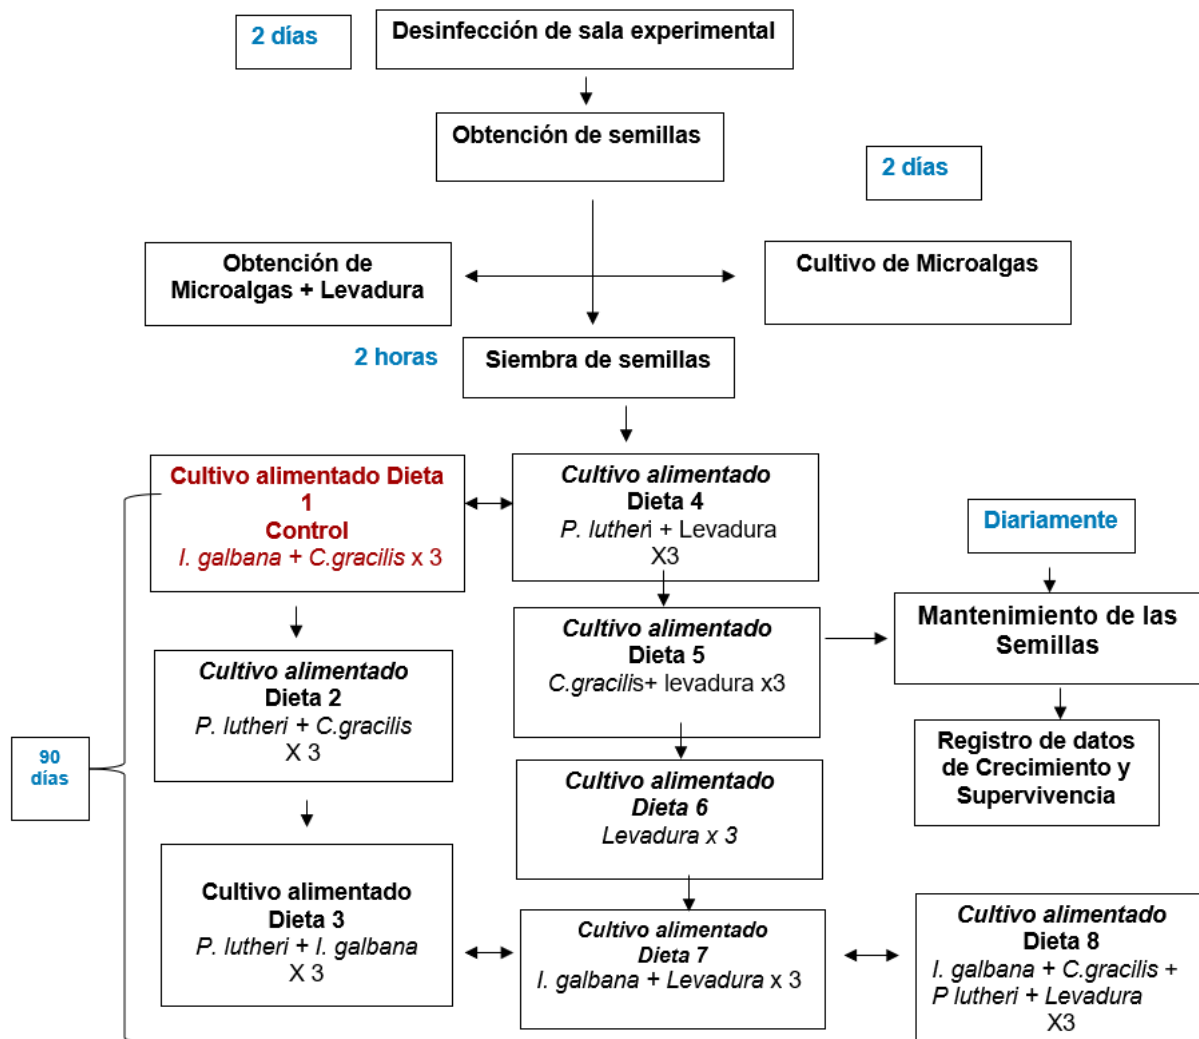 2 días
Desinfección de sala experimental
Obtención de semillas
2 días
Obtención de
Microalgas + Levadura
Cultivo de Microalgas
2 horas
Siembra de semillas
Cultivo alimentado Dieta
1
Control
I. galbana + C.gracilis x 3
Cultivo alimentado
Dieta 4
P. lutheri + Levadura
X3
Diariamente
Cultivo alimentado
Dieta 2
P. lutheri + C.gracilis
X 3
Cultivo alimentado
Dieta 5
C.gracilis+ levadura x3
Mantenimiento de las
Semillas
Registro de datos
de Crecimiento y
Supervivencia
90
días
Cultivo alimentado
Dieta 6
Levadura x 3
Cultivo alimentado
Dieta 3
P. lutheri + I. galbana
X 3
Cultivo alimentado
Dieta 7
I. galbana + Levadura x 3
Cultivo alimentado
Dieta 8
I. galbana + C.gracilis +
P lutheri + Levadura
X3